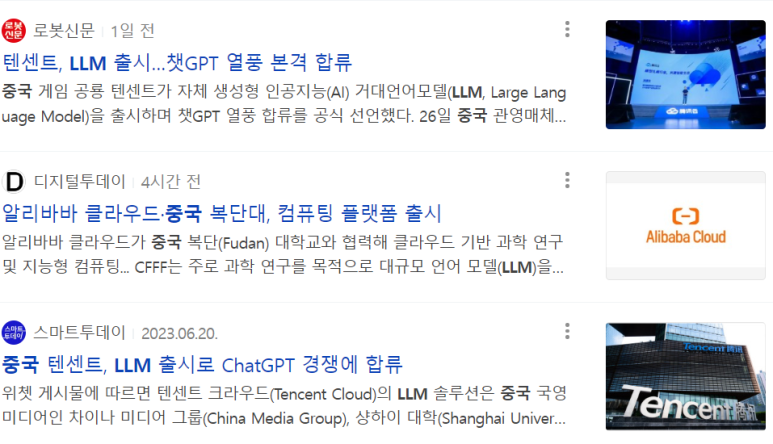 로봇
신문
로봇신문 1일 전
텐센트, LLM 출시...챗GPT 열풍 본격 합류
중국 게임 공룡 텐센트가 자체 생성형 인공지능(AI) 거대언어모델(LLM, Large Lang
uage Model)을 출시하며 챗GPT 열풍 합류를 공식 선언했다. 26일 중국 관영매체...
D 디지털투데이 4시간 전
알리바바 클라우드·중국 복단대, 컴퓨팅 플랫폼 출시
알리바바 클라우드가 중국 복단(Fudan) 대학교와 협력해 클라우드 기반 과학 연구
및 지능형 컴퓨팅... CFFF는 주로 과학 연구를 목적으로 대규모 언어 모델(LLM)을...
Alibaba Cloud
스마트
투데이
스마트투데이 2023.06.20.
중국 텐센트, LLM 출시로 ChatGPT 경쟁에 합류
위쳇 게시물에 따르면 텐센트 크라우드(Tencent Cloud)의 LLM 솔루션은 중국 국영
미디어인 차이나 미디어 그룹(China Media Group), 샹하이 대학(Shanghai Univer...
Tencent 腾讯
Tencent 腾讯